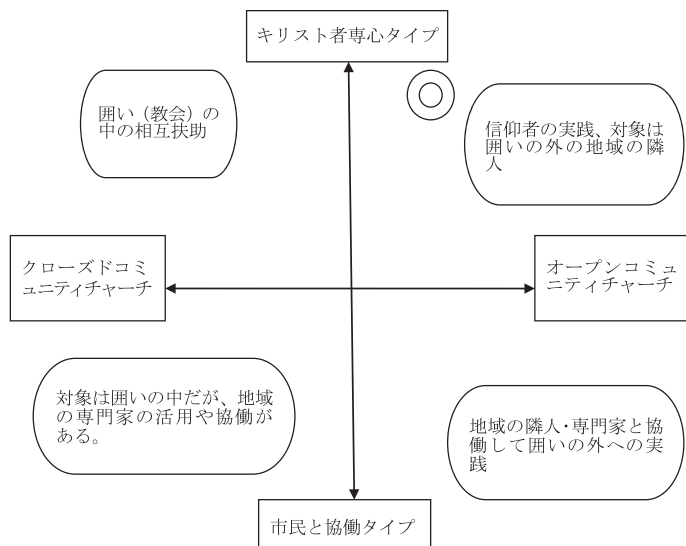 キリスト者専心タイプ
囲い（教会）の
中の相互扶助
信仰者の実践、対象は
囲いの外の地域の隣
人
クローズドコミ
ュニティチャーチ
オープンコミュ
ニティチャーチ
対象は囲いの中だが、地域
の専門家の活用や協働が
ある。
地域の隣人・専門家と協
働して囲いの外への実
践
市民と協働タイプ